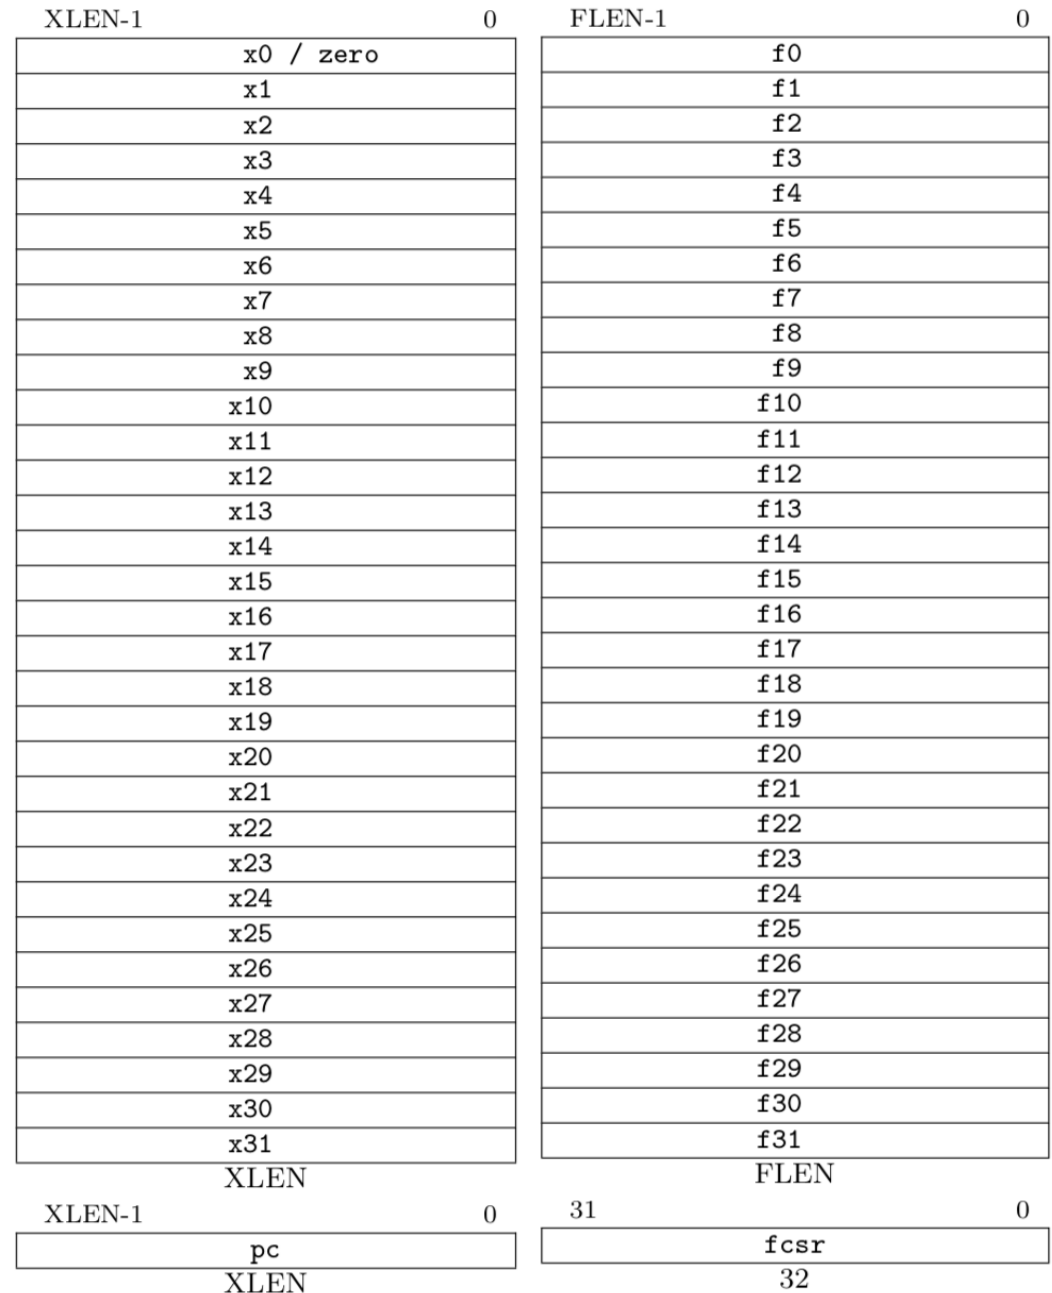 XLEN-1 0
x0 / zero
x1
x2
x3
x4
x5
x6
x7
x8
x9
x10
x11
x12
x13
x14
x15
x16
x17
x18
x19
x20
x21
x22
x23
x24
x25
x26
x27
x28
x29
x30
x31
XLEN
XLEN-1 0
pc
XLEN
FLEN-1 0
f0
f1
f2
f3
f4
f5
f6
f7
f8
f9
f10
f11
f12
f13
f14
f15
f16
f17
f18
f19
f20
f21
f22
f23
f24
f25
f26
f27
f28
f29
f30
f31
FLEN
31 0
fcsr
32